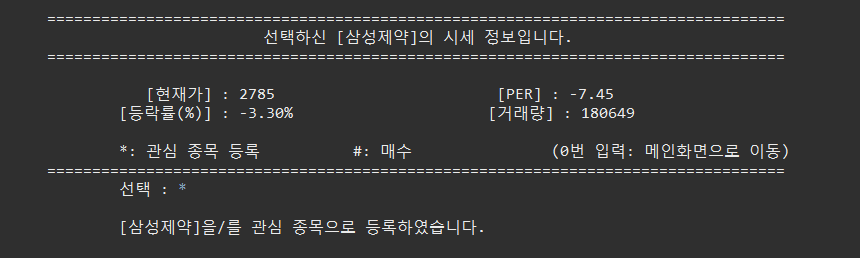 ==================================================================================
선택하신 [삼성제약]의 시세 정보입니다.
==================================================================================
[현재가] : 2785 [PER] : -7.45
[등락률(%)] : -3.30% [거래량] : 180649
*: 관심 종목 등록 #: 매수 (0번 입력: 메인화면으로 이동)
==================================================================================
선택 : *
[삼성제약]을/를 관심 종목으로 등록하였습니다.